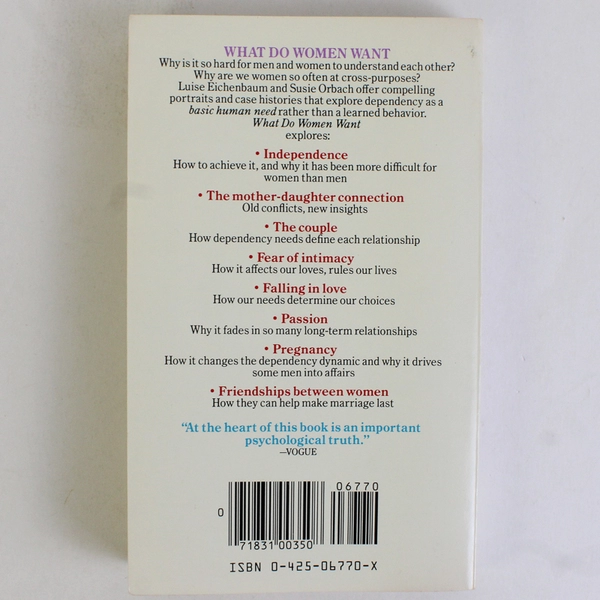 WHAT DO WOMEN WANT
Why is it so hard for men and women to understand each other?
Why are we women so often at cross-purposes?
Luise Eichenbaum and Susie Orbach offer compelling
portraits and case histories that explore dependency as a
basic human need rather than a learned behavior.
What Do Women Want
explores:
• Independence
How to achieve it, and why it has been more difficult for
women than men
• The mother-daughter connection
Old conflicts, new insights
• The couple
How dependency needs define each relationship
• Fear of intimacy
How it affects our loves, rules our lives
• Falling in love
How our needs determine our choices
• Passion
Why it fades in so many long-term relationships
• Pregnancy
How it changes the dependency dynamic and why it drives
some men into affairs
• Friendships between women
How they can help make marriage last
“At the heart of this book is an important
psychological truth.”
—VOGUE
06770
0
71831 00350
ISBN 0-425-06770-X